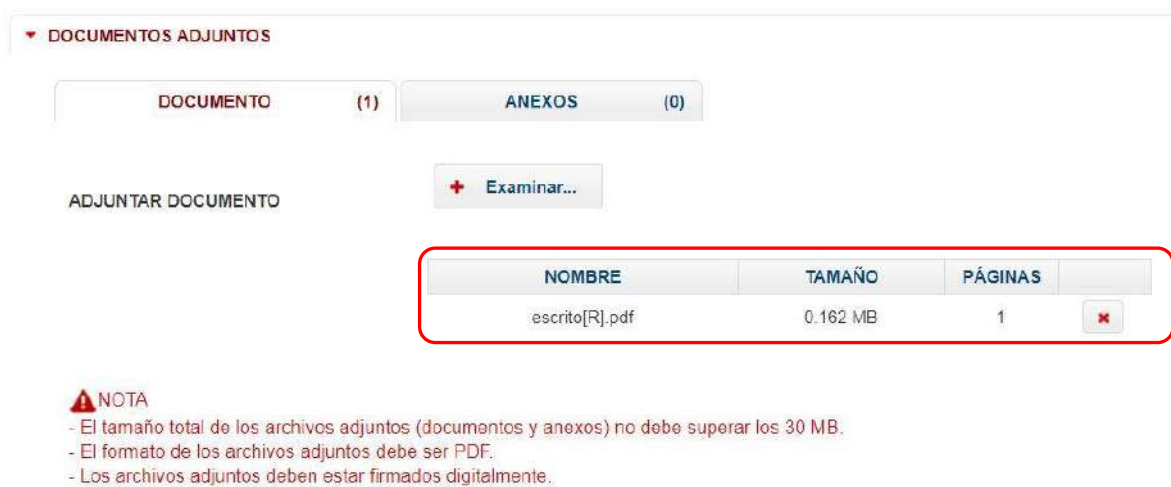 DOCUMENTOS ADJUNTOS
DOCUMENTO (1) ANEXOS (0)
ADJUNTAR DOCUMENTO
Examinar...
NOMBRE TAMAÑO PÁGINAS
escrito[R].pdf 0.162 MB 1
NOTA
- El tamaño total de los archivos adjuntos (documentos y anexos) no debe superar los 30 MB.
- El formato de los archivos adjuntos debe ser PDF.
- Los archivos adjuntos deben estar firmados digitalmente.